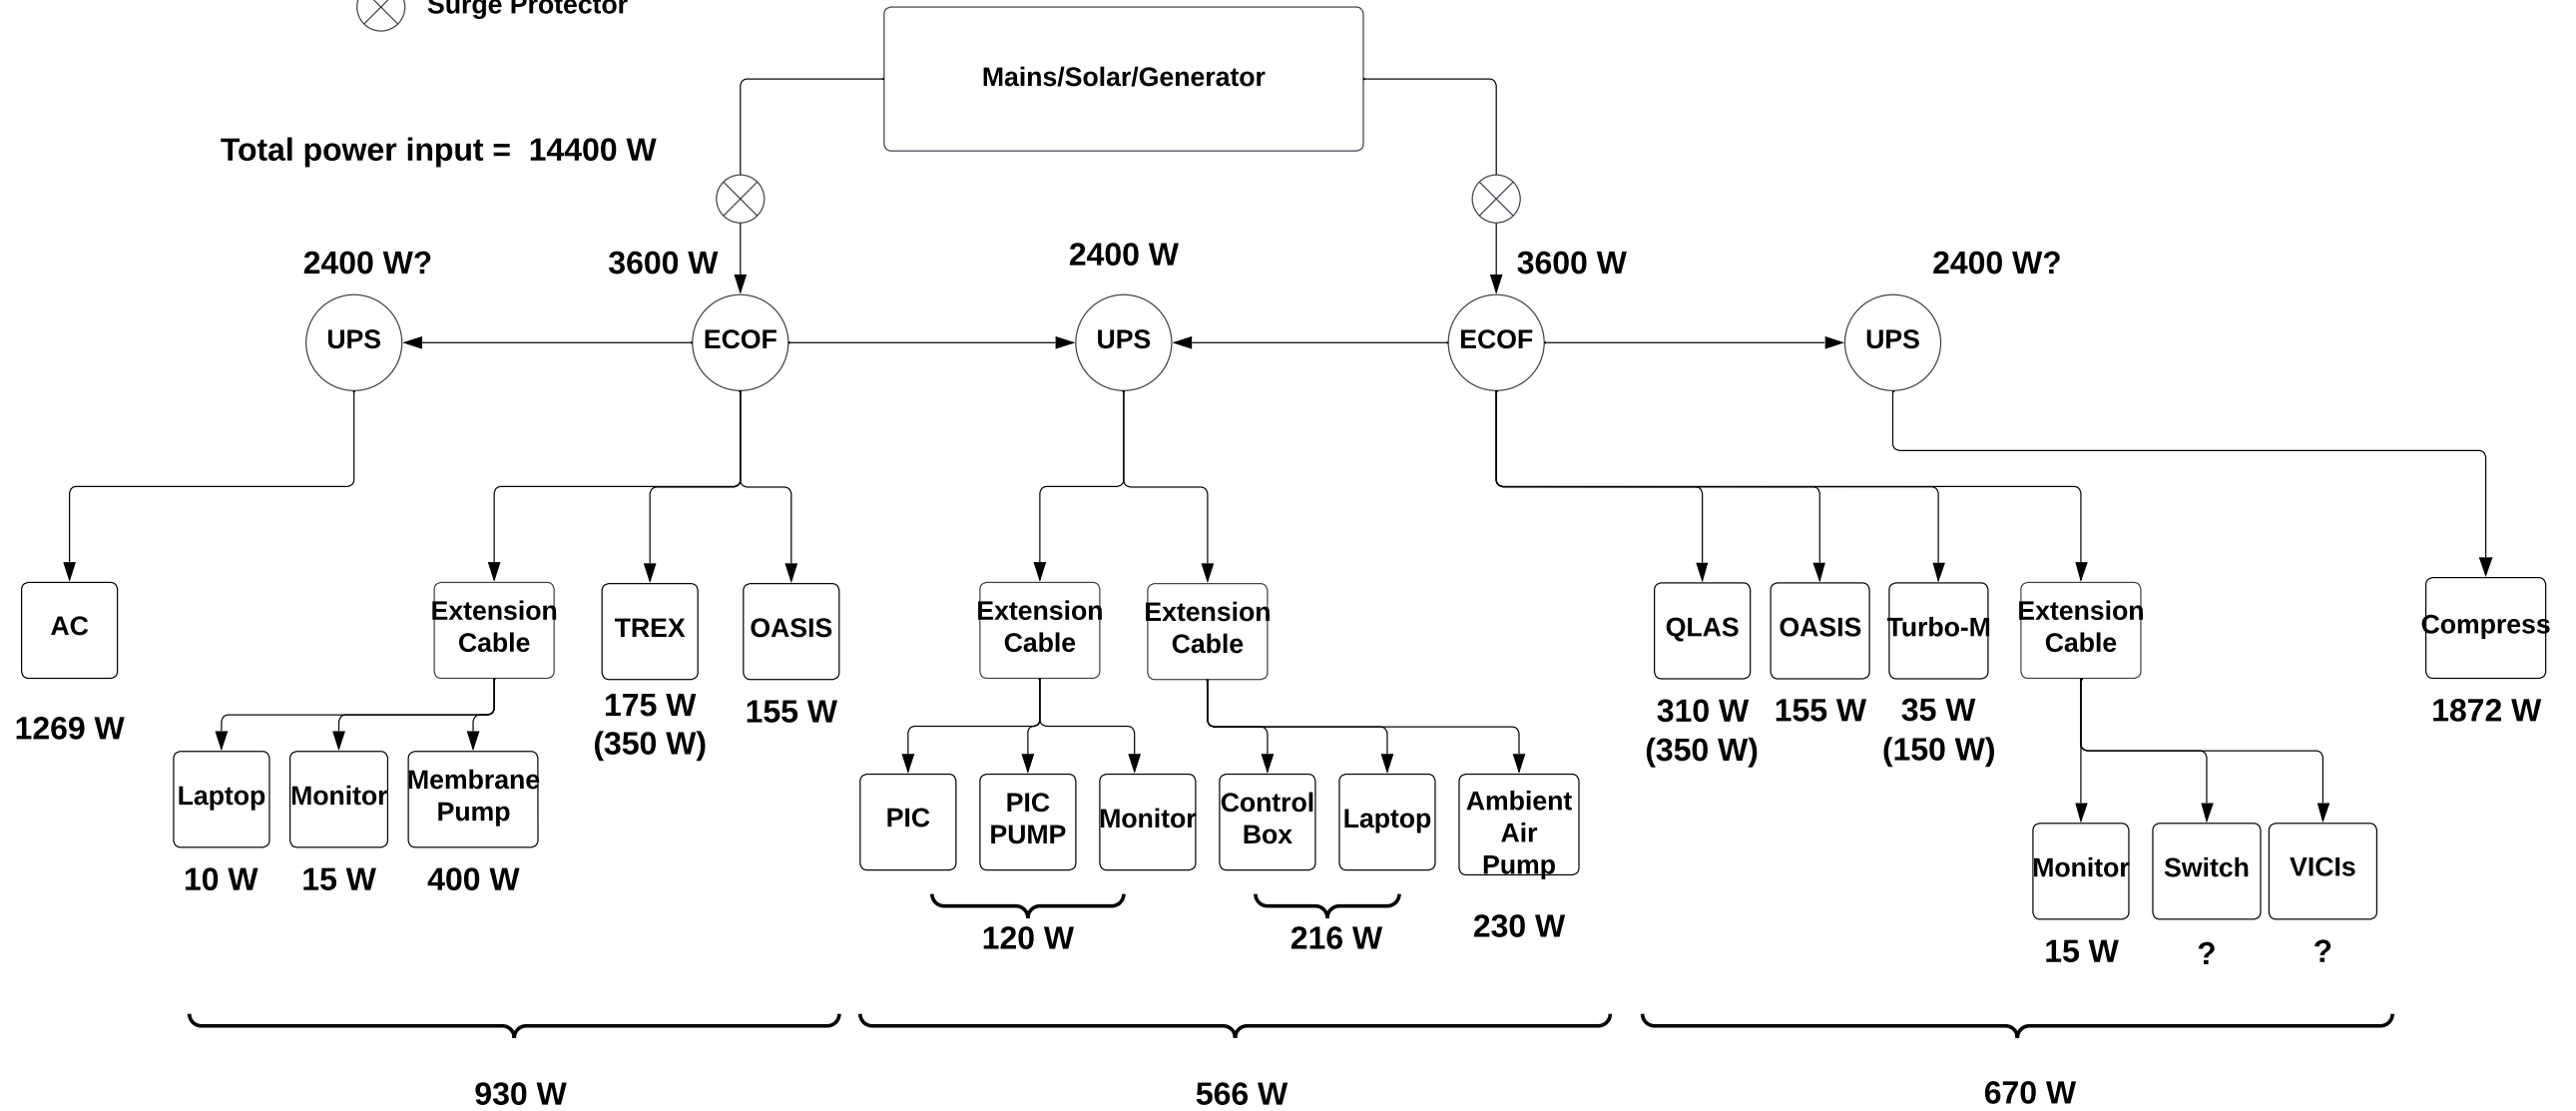 Surge Protector
Mains/Solar/Generator
Total power input = 14400 W
2400 W?
3600 W
2400 W
3600 W
2400 W?
UPS
ECOF
UPS
ECOF
UPS
AC
Extension
Cable
TREX
OASIS
Extension
Cable
Extension
Cable
QLAS
OASIS
Turbo-M
Extension
Cable
Compress
1269 W
175 W
(350 W)
155 W
310 W
(350 W)
155 W
35 W
(150 W)
1872 W
Laptop
Monitor
Membrane
Pump
PIC
PIC
PUMP
Monitor
Control
Box
Laptop
Ambient
Air
Pump
Monitor
Switch
VICIs
10 W
15 W
400 W
120 W
216 W
230 W
15 W
?
?
930 W
566 W
670 W